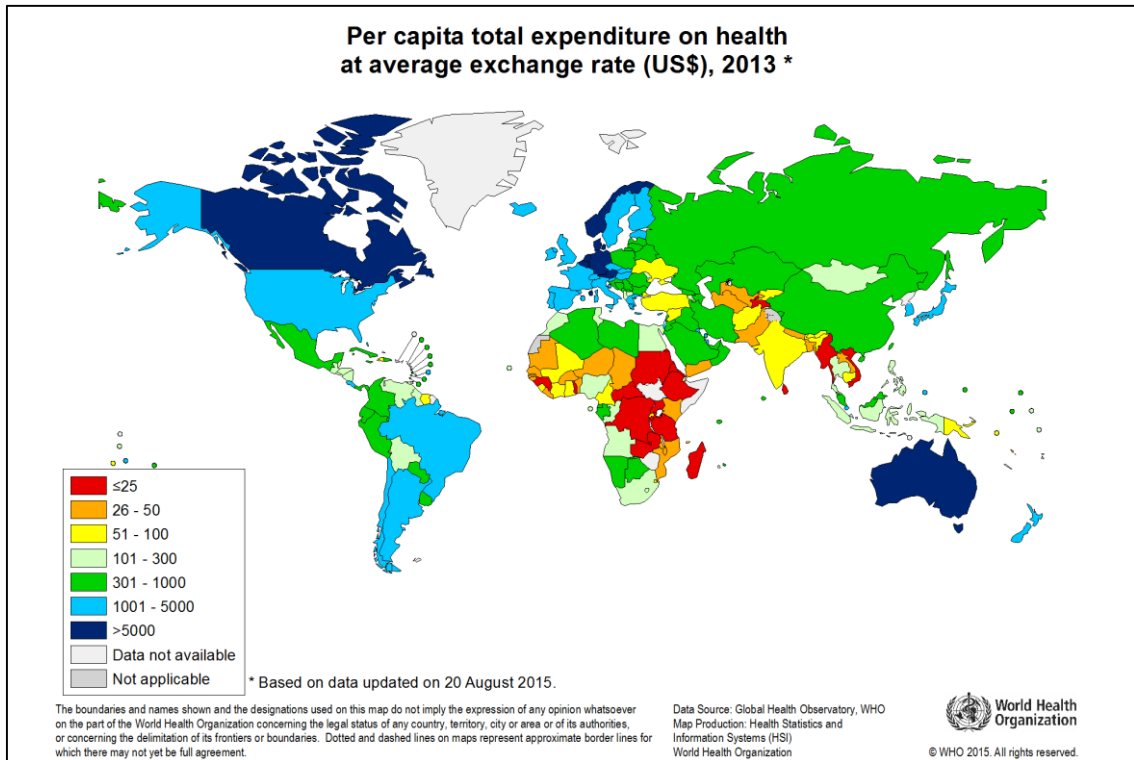 Per capita total expenditure on health
at average exchange rate (US$), 2013 *
≤25
26 - 50
51 - 100
101 - 300
301 - 1000
1001 - 5000
>5000
Data not available
Not applicable
* Based on data updated on 20 August 2015.
The boundaries and names shown and the designations used on this map do not imply the expression of any opinion whatsoever
on the part of the World Health Organization concerning the legal status of any country, territory, city or area or of its authorities,
or concerning the delimitation of its frontiers or boundaries. Dotted and dashed lines on maps represent approximate border lines for
which there may not yet be full agreement.
Data Source: Global Health Observatory, WHO
Map Production: Health Statistics and
Information Systems (HSI)
World Health Organization
World Health
Organization
© WHO 2015. All rights reserved.